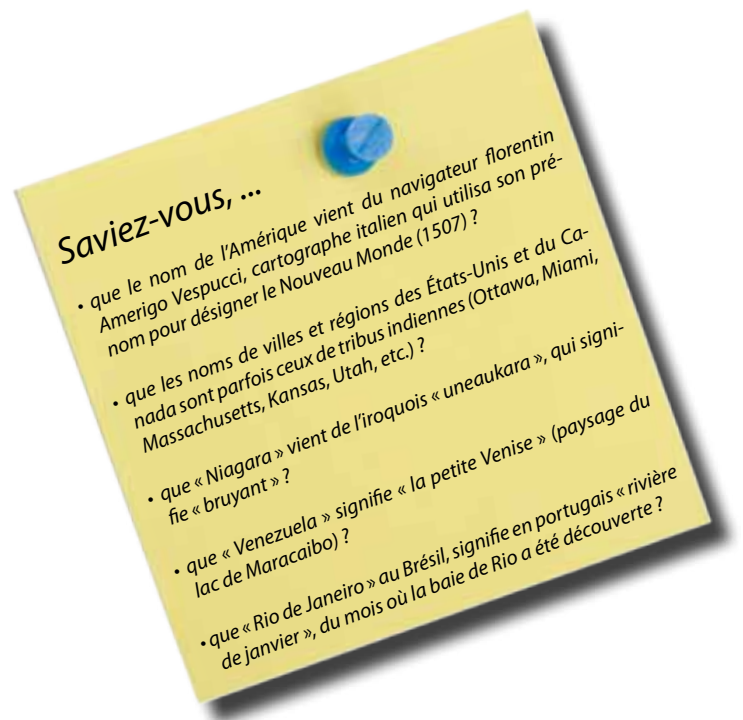 Saviez-vous, ...
• que le nom de l'Amérique vient du navigateur florentin
Amerigo Vespucci, cartographe italien qui utilisa son pré-
nom pour désigner le Nouveau Monde (1507) ?
• que les noms de villes et régions des États-Unis et du Ca-
nada sont parfois ceux de tribus indiennes (Ottawa, Miami,
Massachusetts, Kansas, Utah, etc.) ?
• que « Niagara » vient de l'iroquois « uneaukara », qui signi-
fie « bruyant » ?
• que « Venezuela » signifie « la petite Venise » (paysage du
lac de Maracaibo) ?
• que « Rio de Janeiro » au Brésil, signifie en portugais « rivière
de janvier », du mois où la baie de Rio a été découverte ?